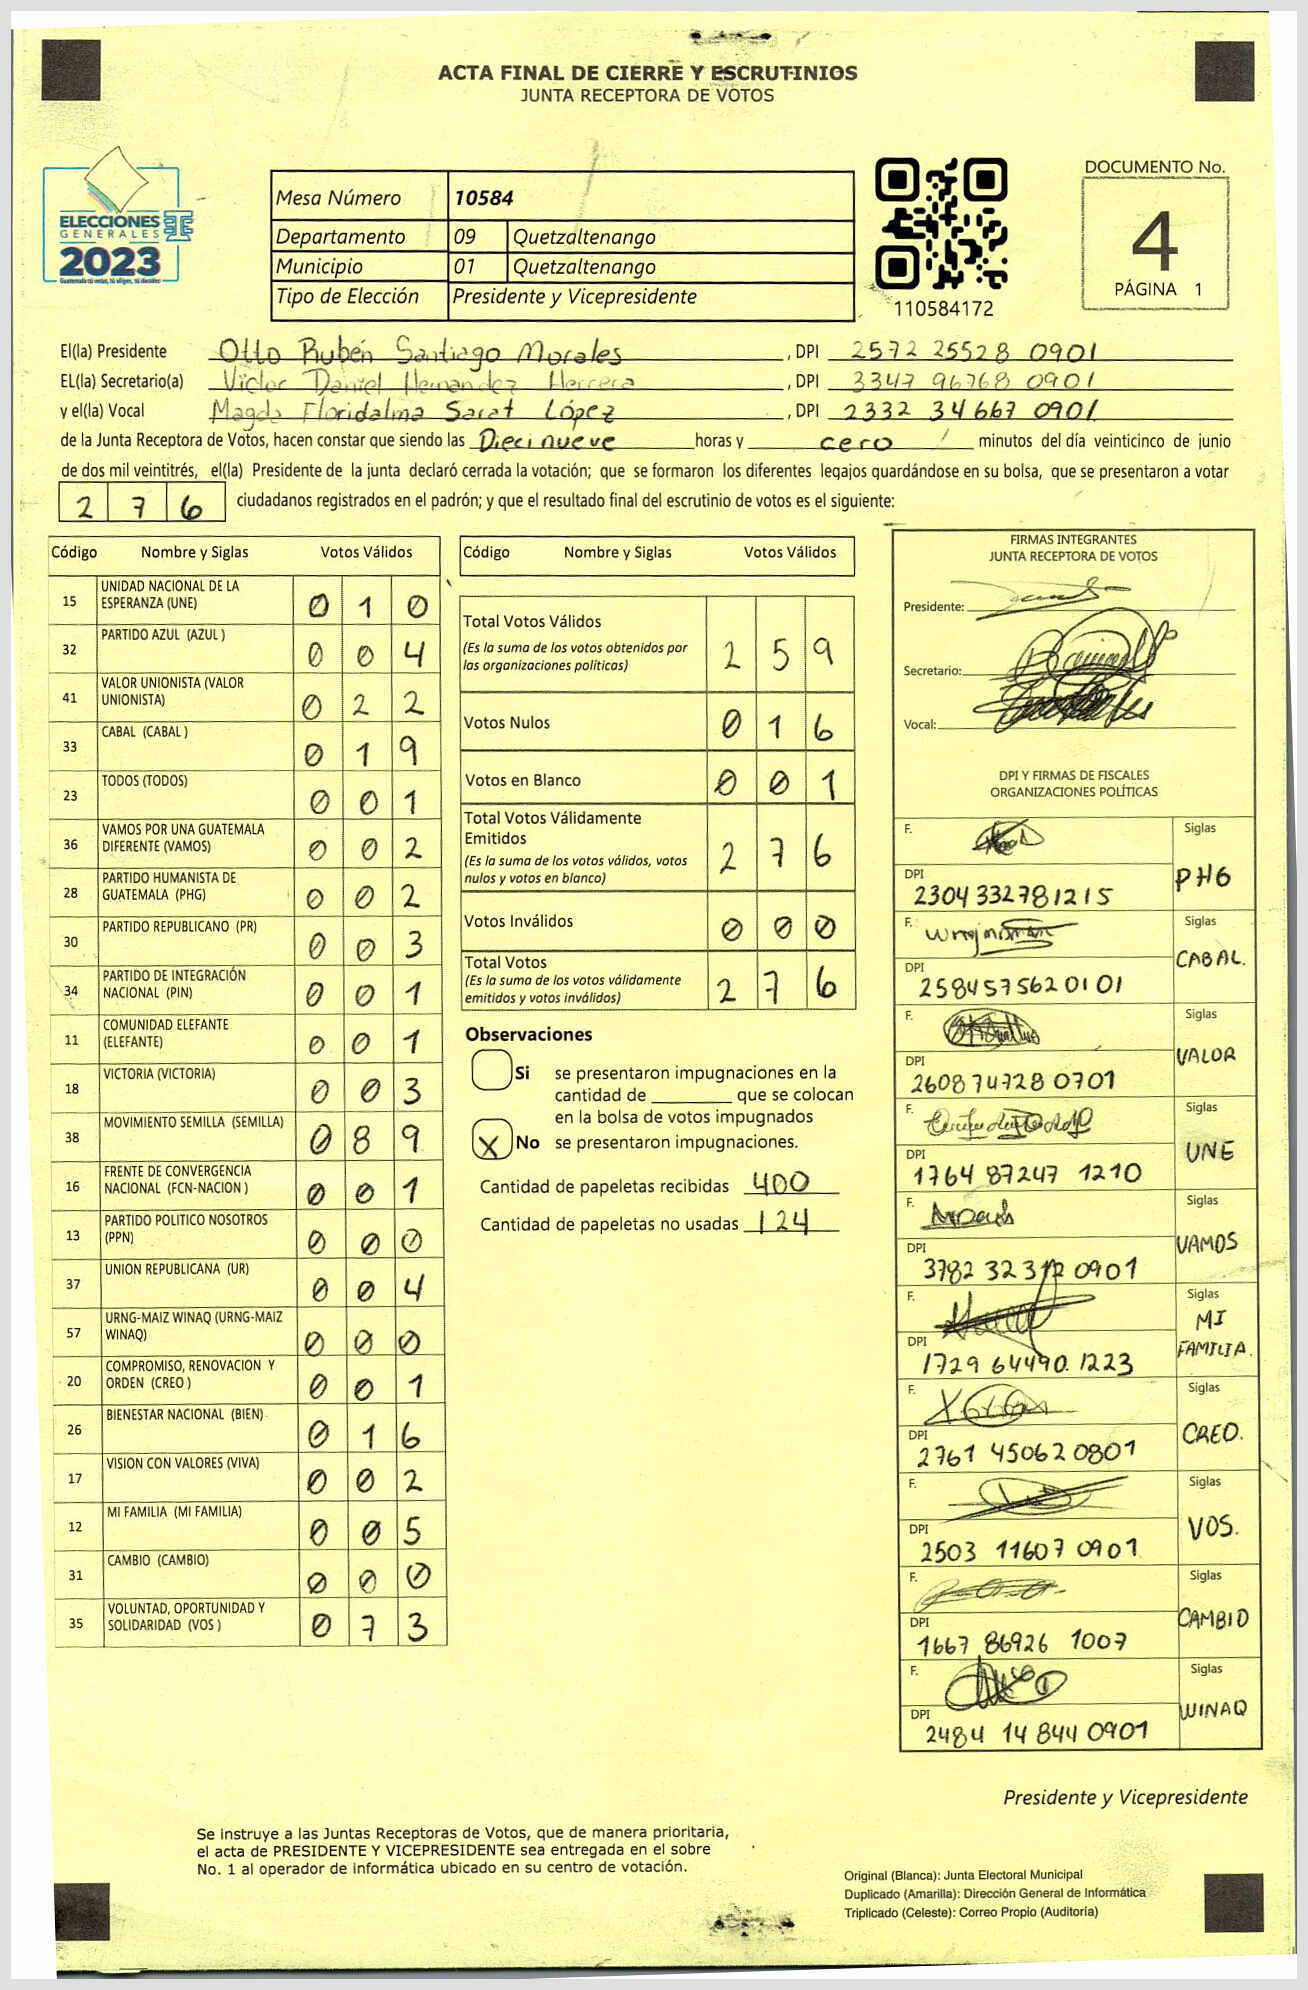 ACTA FINAL DE CIERRE Y ESCRUTINIOS
JUNTA RECEPTORA DE VOTOS
ELECCIONES
GENERALES
2023
Guatemala tú votas, tú eliges, tú decides
Mesa Número 10584
Departamento 09 Quetzaltenango
Municipio 01 Quetzaltenango
Tipo de Elección Presidente y Vicepresidente
110584172
DOCUMENTO No.
4
PÁGINA 1
El(la) Presidente Otto Rubén Santiago Morales, DPI 2572 25528 0901
EL(la) Secretario(a) Victor Daniel Hernandez Herrera, DPI 3347 96768 0901
y el(la) Vocal Magda Floridalma Sarat López, DPI 2332 34667 0901
de la Junta Receptora de Votos, hacen constar que siendo las Diecinueve horas y cero minutos del día veinticinco de junio
de dos mil veintitrés, el(la) Presidente de la junta declaró cerrada la votación; que se formaron los diferentes legajos quardándose en su bolsa, que se presentaron a votar
2 7 6 ciudadanos registrados en el padrón; y que el resultado final del escrutinio de votos es el siguiente:
Código Nombre y Siglas Votos Válidos
15 UNIDAD NACIONAL DE LA ESPERANZA (UNE) 0 1 0
32 PARTIDO AZUL (AZUL ) 0 0 4
41 VALOR UNIONISTA (VALOR UNIONISTA) 0 2 2
33 CABAL (CABAL ) 0 1 9
23 TODOS (TODOS) 0 0 1
36 VAMOS POR UNA GUATEMALA DIFERENTE (VAMOS) 0 0 2
28 PARTIDO HUMANISTA DE GUATEMALA (PHG) 0 0 2
30 PARTIDO REPUBLICANO (PR) 0 0 3
34 PARTIDO DE INTEGRACIÓN NACIONAL (PIN) 0 0 1
11 COMUNIDAD ELEFANTE (ELEFANTE) 0 0 1
18 VICTORIA (VICTORIA) 0 0 3
38 MOVIMIENTO SEMILLA (SEMILLA) 0 8 9
16 FRENTE DE CONVERGENCIA NACIONAL (FCN-NACION ) 0 0 1
13 PARTIDO POLITICO NOSOTROS (PPN) 0 0 0
37 UNION REPUBLICANA (UR) 0 0 4
57 URNG-MAIZ WINAQ (URNG-MAIZ WINAQ) 0 0 0
20 COMPROMISO, RENOVACION Y ORDEN (CREO ) 0 0 1
26 BIENESTAR NACIONAL (BIEN) 0 1 6
17 VISION CON VALORES (VIVA) 0 0 2
12 MI FAMILIA (MI FAMILIA) 0 0 5
31 CAMBIO (CAMBIO) 0 0 0
35 VOLUNTAD, OPORTUNIDAD Y SOLIDARIDAD (VOS ) 0 7 3
Código Nombre y Siglas Votos Válidos
Total Votos Válidos
(Es la suma de los votos obtenidos por
las organizaciones políticas) 2 5 9
Votos Nulos 0 1 6
Votos en Blanco 0 0 1
Total Votos Válidamente
Emitidos
(Es la suma de los votos válidos, votos
nulos y votos en blanco) 2 7 6
Votos Inválidos 0 0 0
Total Votos
(Es la suma de los votos válidamente
emitidos y votos inválidos) 2 7 6
Observaciones
Si se presentaron impugnaciones en la
cantidad de que se colocan
en la bolsa de votos impugnados
X No se presentaron impugnaciones.
Cantidad de papeletas recibidas 400
Cantidad de papeletas no usadas 124
FIRMAS INTEGRANTES
JUNTA RECEPTORA DE VOTOS
Presidente:
Secretario:
Vocal:
DPI Y FIRMAS DE FISCALES
ORGANIZACIONES POLÍTICAS
F. Siglas
DPI 2304 33278 1215 PHG
F. Siglas
DPI 2584575620101 CABAL.
F. Siglas
DPI 260874728 0701 VALOR
F. Siglas
DPI 1764 87247 1210 UNE
F. Siglas
DPI 3782 32312 0901 VAMOS
F. Siglas
DPI 1729 64490. 1223 MI FAMILIA.
F. Siglas
DPI 2761 45062 0801 CREO.
F. Siglas
DPI 2503 11607 0901 VOS.
F. Siglas
DPI 1667 86926 1007 CAMBIO
F. Siglas
DPI 2484 14 844 0901 WINAQ
Presidente y Vicepresidente
Se instruye a las Juntas Receptoras de Votos, que de manera prioritaria,
el acta de PRESIDENTE Y VICEPRESIDENTE sea entregada en el sobre
No. 1 al operador de informática ubicado en su centro de votación.
Original (Blanca): Junta Electoral Municipal
Duplicado (Amarilla): Dirección General de Informática
Triplicado (Celeste): Correo Propio (Auditoría)